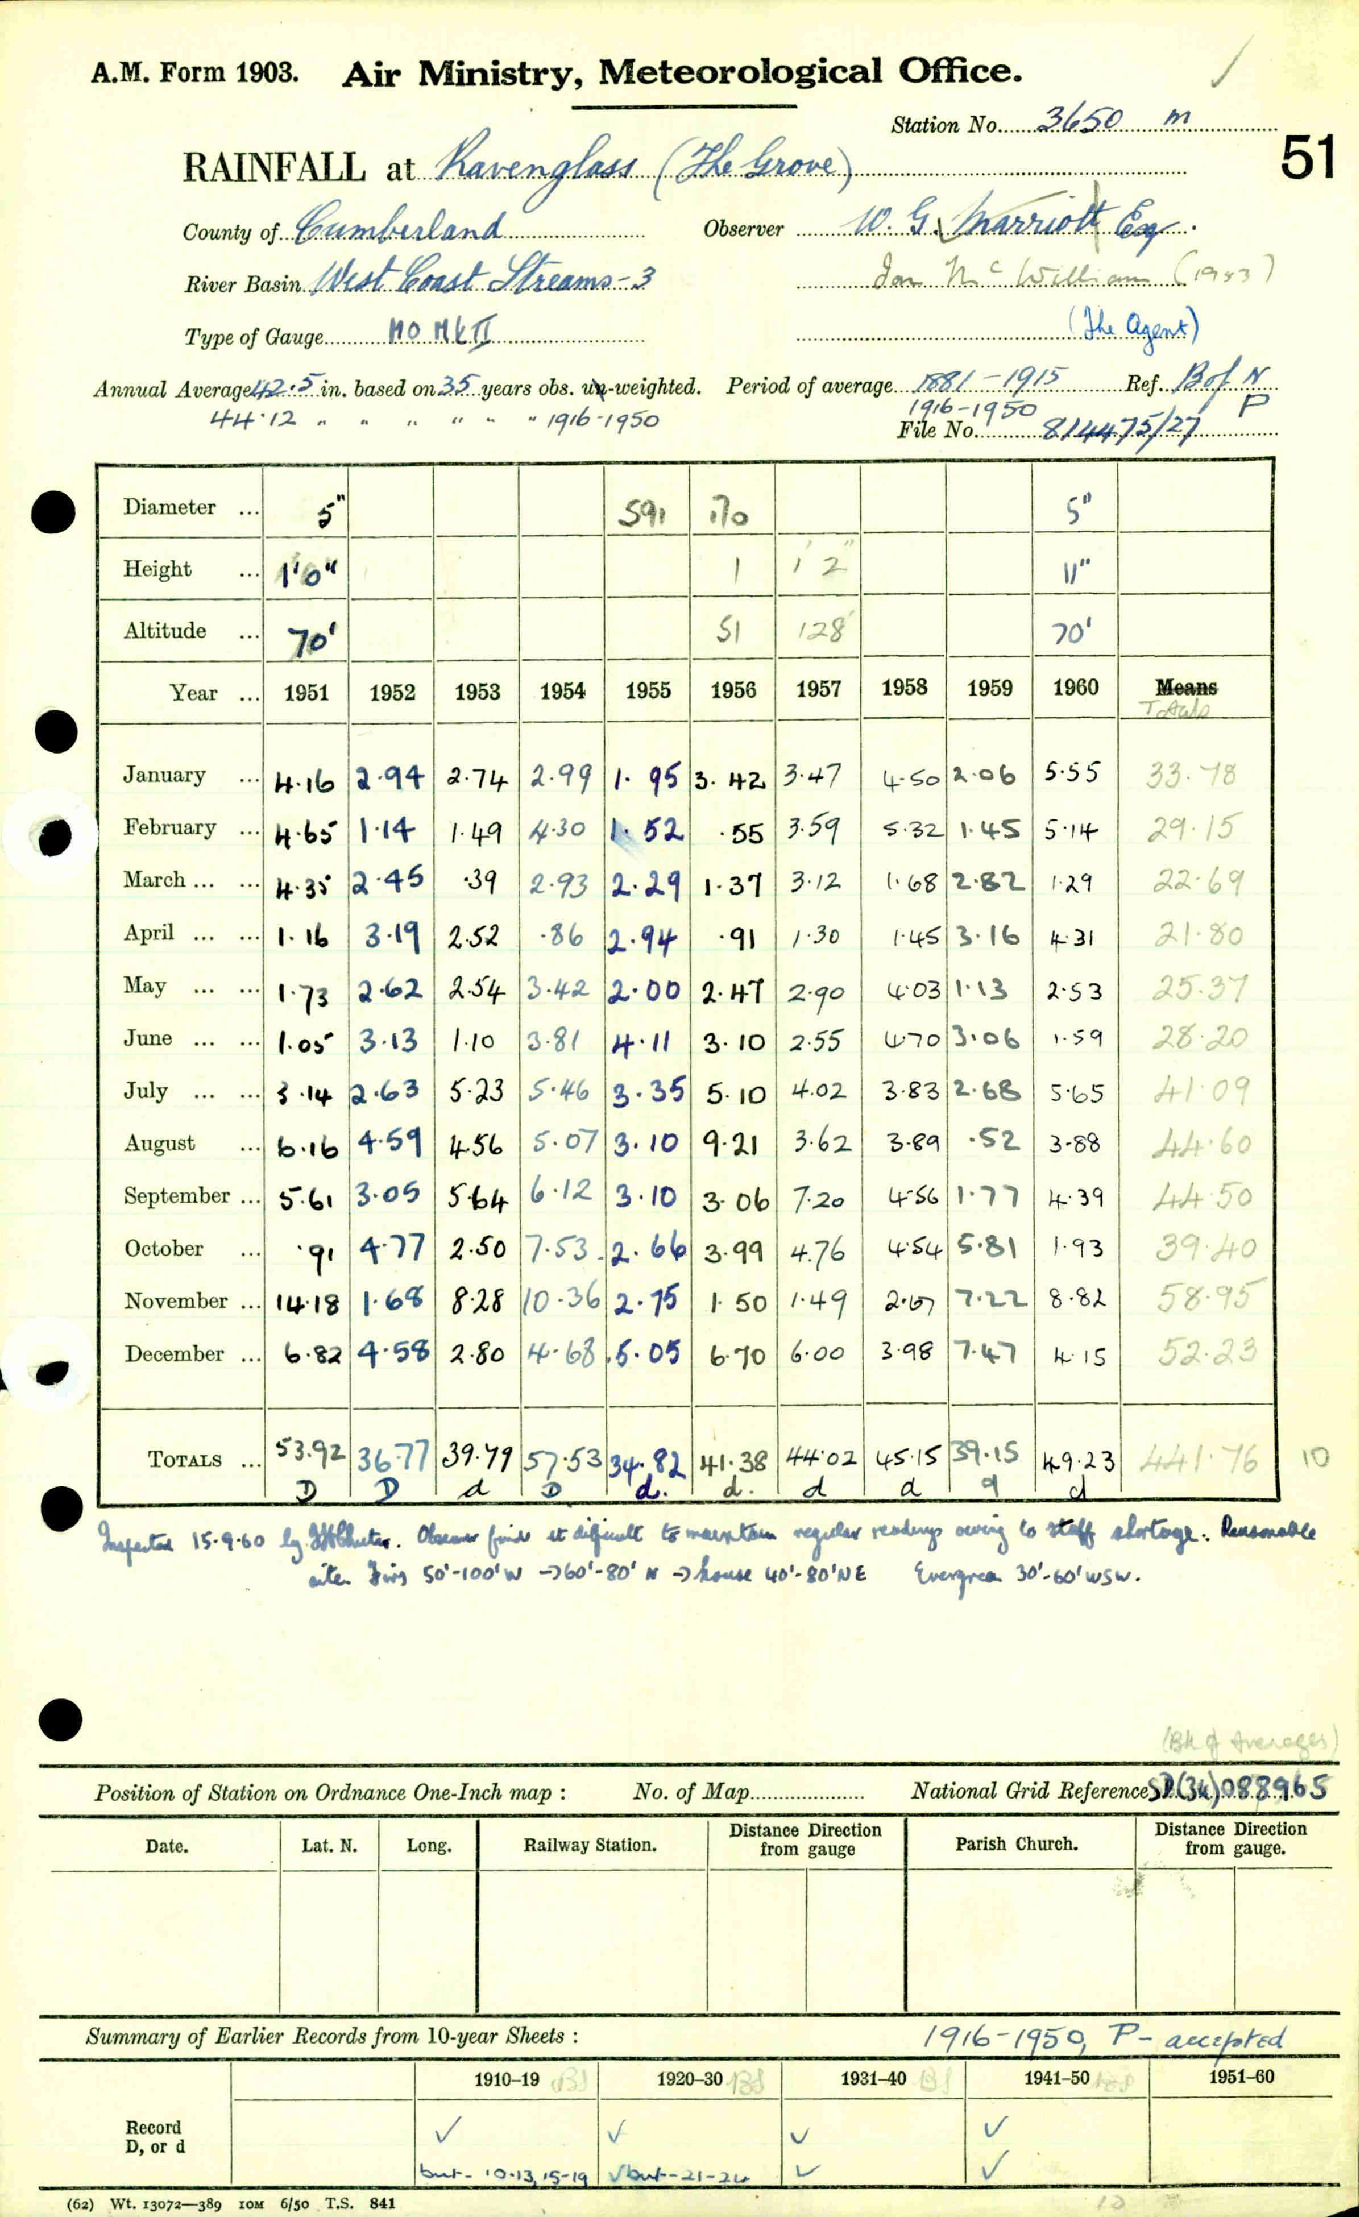 A.M. Form 1903. Air Ministry, Meteorological Office.
Station No. 3650 m
51
RAINFALL at Ravenglass (The Grove)
County of Cumberland Observer W. G. Marriott Esq.
River Basin West Coast Streams - 3 Ian Mc William (1953)
Type of Gauge MO MkII (The Agent)
Annual Average 42.5 in. based on 35 years obs. un-weighted. Period of average 1881-1915 Ref. B of N
44.12 " " " " " " 1916-1950 1916-1950 P
File No. 814475/27
Diameter ... 5" 591 170 5"
Height ... 1'0" 1 1' 2" 11"
Altitude ... 70' 51 128' 70'
Year ... 1951 1952 1953 1954 1955 1956 1957 1958 1959 1960 Means
Totals
January ... 4.16 2.94 2.74 2.99 1.95 3.42 3.47 4.50 2.06 5.55 33.78
February ... 4.65 1.14 1.49 4.30 1.52 .55 3.59 5.32 1.45 5.14 29.15
March ... ... 4.35 2.45 .39 2.93 2.29 1.37 3.12 1.68 2.82 1.29 22.69
April ... ... 1.16 3.19 2.52 .86 2.94 .91 1.30 1.45 3.16 4.31 21.80
May ... ... 1.73 2.62 2.54 3.42 2.00 2.47 2.90 4.03 1.13 2.53 25.37
June ... ... 1.05 3.13 1.10 3.81 4.11 3.10 2.55 4.70 3.06 1.59 28.20
July ... ... 3.14 2.63 5.23 5.46 3.35 5.10 4.02 3.83 2.68 5.65 41.09
August ... 6.16 4.59 4.56 5.07 3.10 9.21 3.62 3.89 .52 3.88 44.60
September ... 5.61 3.05 5.64 6.12 3.10 3.06 7.20 4.56 1.77 4.39 44.50
October ... .91 4.77 2.50 7.53 2.66 3.99 4.76 4.54 5.81 1.93 39.40
November ... 14.18 1.68 8.28 10.36 2.75 1.50 1.49 2.67 7.22 8.82 58.95
December ... 6.82 4.58 2.80 4.68 5.05 6.70 6.00 3.98 7.47 4.15 52.23
TOTALS ... 53.92 36.77 39.79 57.53 34.82 41.38 44.02 45.15 39.15 49.23 441.76 10
D D d D d. d. d d d d
Inspected 15.9.60 by Observer finds it difficult to maintain regular readings owing to staff shortage. Reasonable
site. Firs 50'-100' W -> 60'-80' N -> house 40'-80' NE Evergreen 30'-60' WSW.
(Bk of Averages)
Position of Station on Ordnance One-Inch map : No. of Map National Grid Reference SD(34)088965
Date. Lat. N. Long. Railway Station. Distance Direction from gauge Parish Church. Distance Direction from gauge.
Summary of Earlier Records from 10-year Sheets : 1916-1950, P - accepted
1910–19 BS 1920–30 BS 1931–40 BS 1941–50 BS 1951–60
Record ✓ ✓ ✓ ✓
D, or d
but - 10-13, 15-19 ✓ but - 21-24 ✓ ✓
(62) Wt. 13072—389 10M 6/50 T.S. 841 10